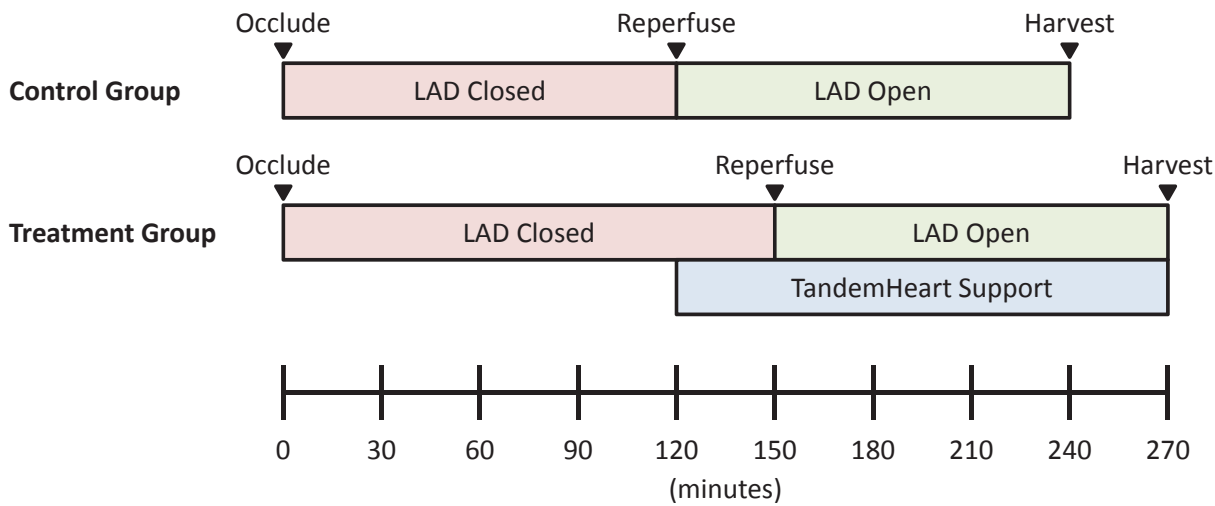 Occlude Reperfuse Harvest
Control Group LAD Closed LAD Open
Occlude Reperfuse Harvest
Treatment Group LAD Closed LAD Open
TandemHeart Support
0 30 60 90 120 150 180 210 240 270
(minutes)